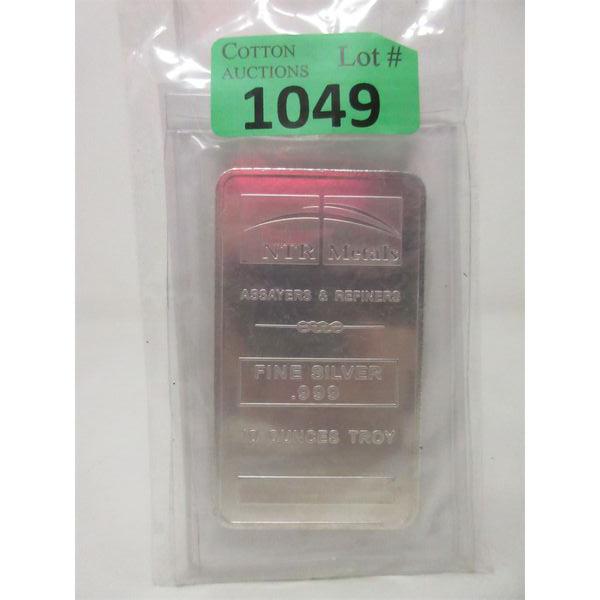 COTTON AUCTIONS Lot #
1049
NTR Metals
ASSAYERS & REFINERS
FINE SILVER
.999
10 OUNCES TROY